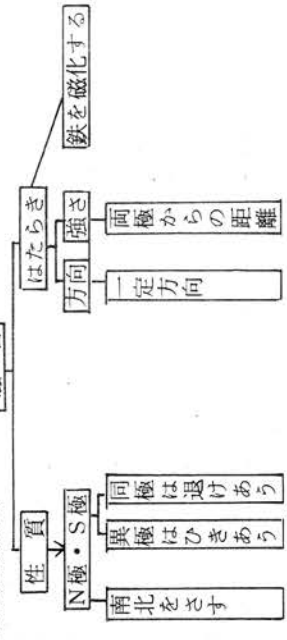 性質
N極・S極
南北をさす
異極はひきあう
同極は退けあう
はたらき
方向
一定方向
強さ
両極からの距離
鉄を磁化する